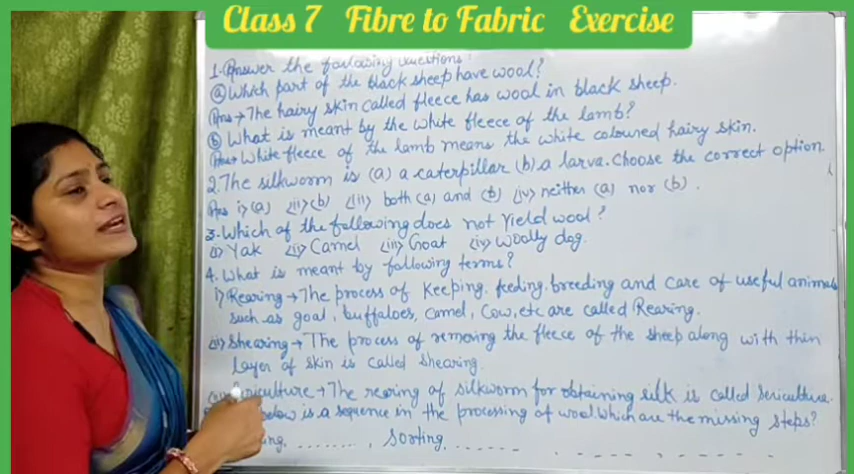 Class 7 Fibre to Fabric Exercise
1. Answer the following questions:
(a) Which part of the black sheep have wool?
Ans → The hairy skin called fleece has wool in black sheep.
(b) What is meant by the white fleece of the lamb?
Ans → White fleece of the lamb means the white coloured hairy skin.
2. The silkworm is (a) a caterpillar (b) a larva. Choose the correct option.
Ans i) (a) (ii) (b) (iii) both (a) and (b) (iv) neither (a) nor (b).
3. Which of the following does not yield wool?
(i) Yak (ii) Camel (iii) Goat (iv) Woolly dog.
4. What is meant by following terms?
i) Rearing → The process of keeping, feeding, breeding and care of useful animals
such as goal, buffaloes, camel, Cow, etc are called Rearing.
(ii) Shearing → The process of removing the fleece of the sheep along with thin
layer of skin is called shearing.
riculture → The rearing of silkworm for obtaining silk is called Sericulture.
below is a sequence in the processing of wool. Which are the missing steps?
ing, ......... , Sorting, ...... , ...... , ......